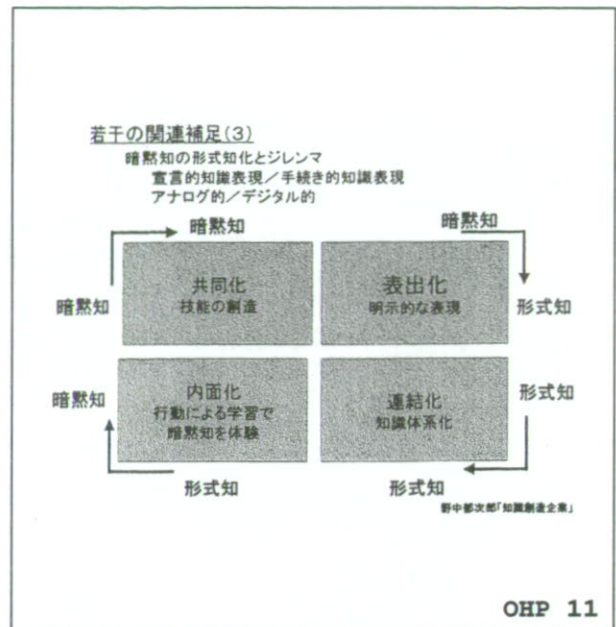 若干の関連補足(3)
暗黙知の形式知化とジレンマ
宣言的知識表現/手続き的知識表現
アナログ的/デジタル的
暗黙知
暗黙知
共同化
技能の創造
表出化
明示的な表現
暗黙知
形式知
暗黙知
内面化
行動による学習で
暗黙知を体験
連結化
知識体系化
形式知
形式知
形式知
野中郁次郎「知識創造企業」
OHP 11